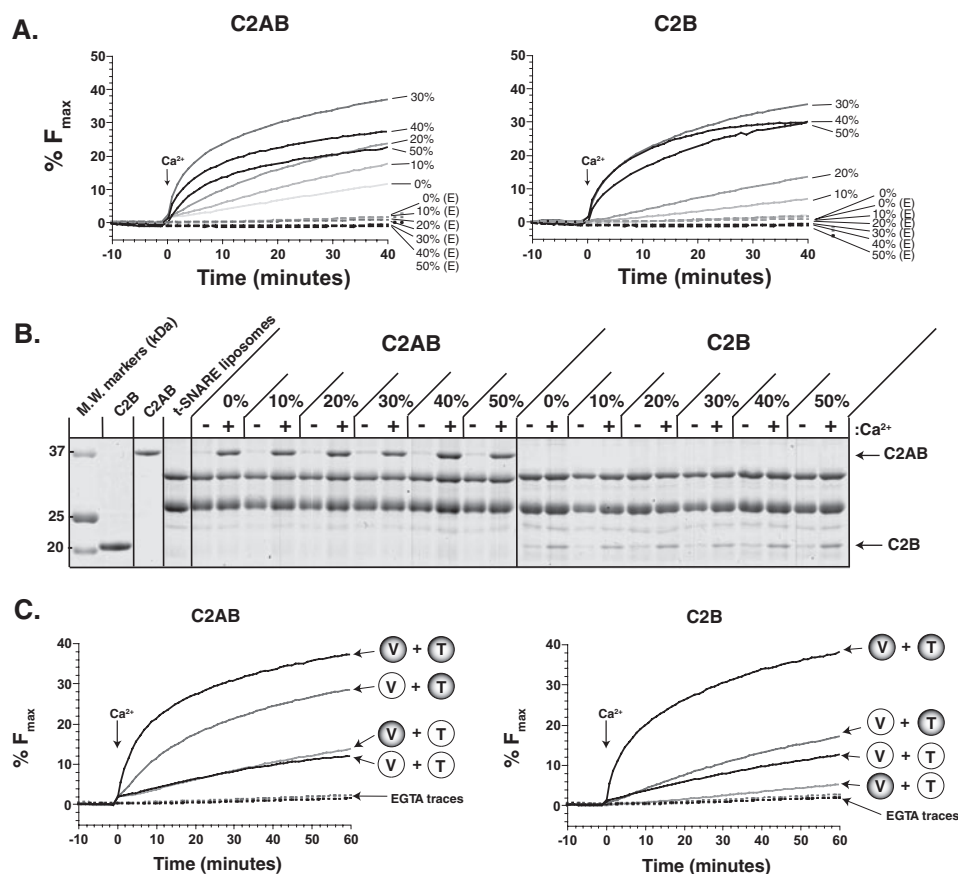 A.
C2AB
% Fmax
50
40
30
20
10
0
Ca2+
30%
40%
20%
50%
10%
0%
0% (E)
10% (E)
20% (E)
30% (E)
40% (E)
50% (E)
-10 0 10 20 30 40
Time (minutes)
C2B
50
40
30
20
10
0
Ca2+
30%
40%
50%
20%
10%
0%
0% (E)
10% (E)
20% (E)
30% (E)
40% (E)
50% (E)
-10 0 10 20 30 40
Time (minutes)
B.
M.W. markers (kDa)
C2B
C2AB
t-SNARE liposomes
C2AB
C2B
0% 10% 20% 30% 40% 50% 0% 10% 20% 30% 40% 50%
- + - + - + - + - + - + - + - + - + - + - + - + :Ca2+
37
25
20
C2AB
C2B
C.
C2AB
% Fmax
40
30
20
10
0
Ca2+
V + T
V + T
V + T
V + T
EGTA traces
-10 0 10 20 30 40 50 60
Time (minutes)
C2B
% Fmax
40
30
20
10
0
Ca2+
V + T
V + T
V + T
V + T
EGTA traces
-10 0 10 20 30 40 50 60
Time (minutes)